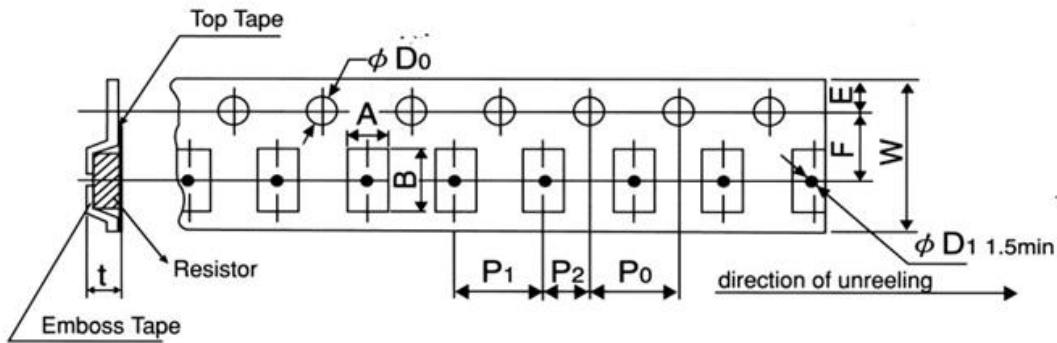 Top Tape
φ D0
A
E
B
F
W
φ D1 1.5min
Resistor
P1
P2
P0
t
direction of unreeling
Emboss Tape